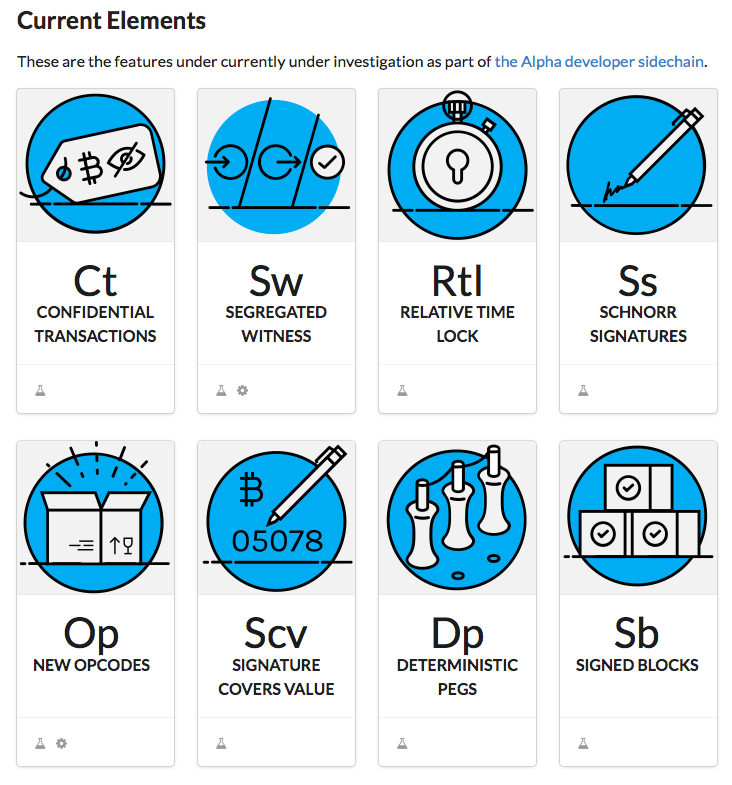 Current Elements
These are the features under currently under investigation as part of the Alpha developer sidechain.
Ct
CONFIDENTIAL
TRANSACTIONS
Sw
SEGREGATED
WITNESS
Rtl
RELATIVE TIME
LOCK
Ss
SCHNORR
SIGNATURES
05078
Op
NEW OPCODES
Scv
SIGNATURE
COVERS VALUE
Dp
DETERMINISTIC
PEGS
Sb
SIGNED BLOCKS